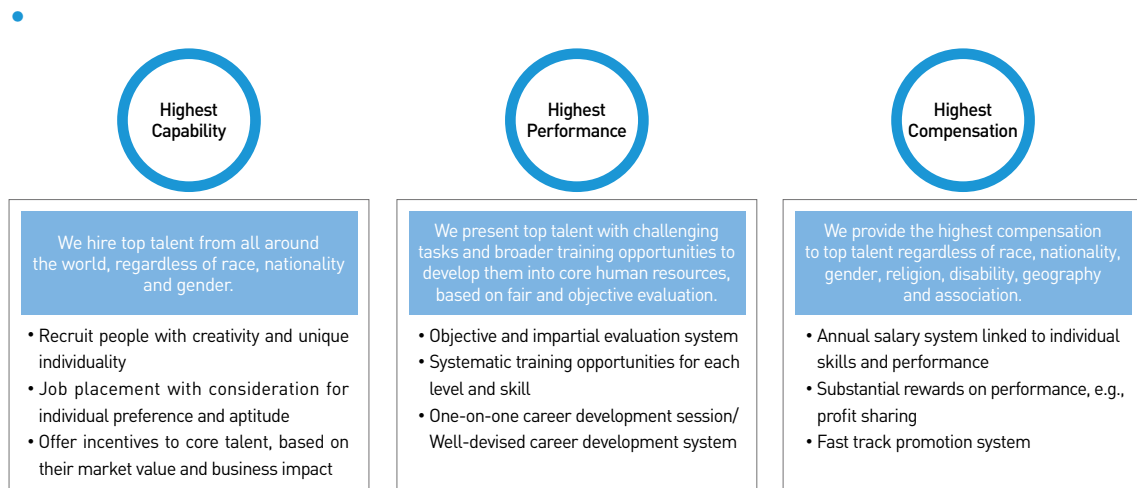 Highest
Capability
We hire top talent from all around
the world, regardless of race, nationality
and gender.
• Recruit people with creativity and unique
individuality
• Job placement with consideration for
individual preference and aptitude
• Offer incentives to core talent, based on
their market value and business impact
Highest
Performance
We present top talent with challenging
tasks and broader training opportunities to
develop them into core human resources,
based on fair and objective evaluation.
• Objective and impartial evaluation system
• Systematic training opportunities for each
level and skill
• One-on-one career development session/
Well-devised career development system
Highest
Compensation
We provide the highest compensation
to top talent regardless of race, nationality,
gender, religion, disability, geography
and association.
• Annual salary system linked to individual
skills and performance
• Substantial rewards on performance, e.g.,
profit sharing
• Fast track promotion system